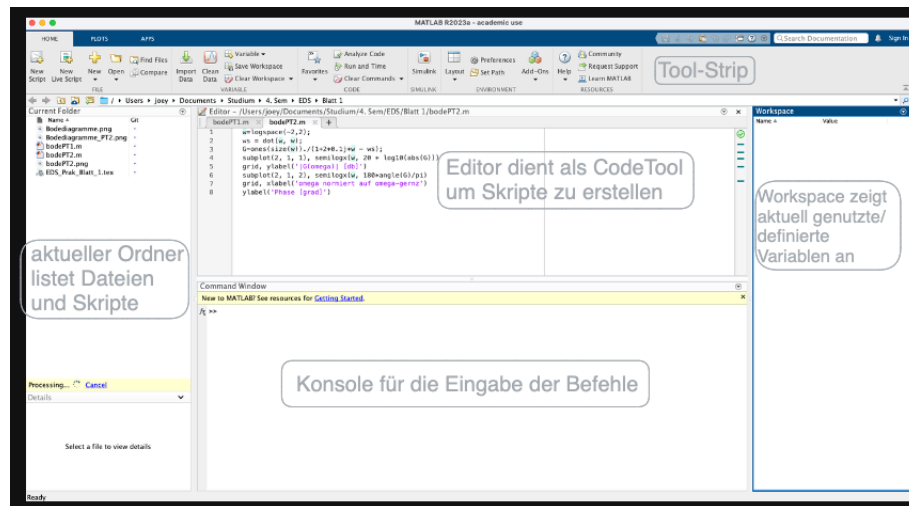 MATLAB R2023a - academic use
HOME PLOTS APPS
Search Documentation Sign In
New Script
New Live Script
New
Open
Find Files
Compare
Import Data
Clean Data
Variable
Save Workspace
Clear Workspace
Favorites
Analyze Code
Run and Time
Clear Commands
Simulink
Layout
Preferences
Set Path
Add-Ons
Help
Community
Request Support
Learn MATLAB
FILE VARIABLE CODE SIMULINK ENVIRONMENT RESOURCES
Tool-Strip
/ Users joey Documents Studium 4. Sem EDS Blatt 1
Current Folder
Name Git
Bodediagramme.png
Bodediagramme_PT2.png
bodePT1.m
bodePT2.m
bodePT2.png
EDS_Prak_Blatt_1.tex
aktueller Ordner
listet Dateien
und Skripte
Processing... Cancel
Details
Select a file to view details
Ready
Editor - /Users/joey/Documents/Studium/4. Sem/EDS/Blatt 1/bodePT2.m
bodePT1.m bodePT2.m
1 w=logspace(-2,2);
2 ws = dot(w, w);
3 G=ones(size(w))./(1+2*0.1j*w - ws);
4 subplot(2, 1, 1), semilogx(w, 20 * log10(abs(G)))
5 grid, ylabel('|G(omega)| [db]')
6 subplot(2, 1, 2), semilogx(w, 180*angle(G)/pi)
7 grid, xlabel('omega normiert auf omega-gernz')
8 ylabel('Phase [grad]')
Editor dient als CodeTool
um Skripte zu erstellen
Command Window
New to MATLAB? See resources for Getting Started.
fx >>
Konsole für die Eingabe der Befehle
Workspace
Name Value
Workspace zeigt
aktuell genutzte/
definierte
Variablen an